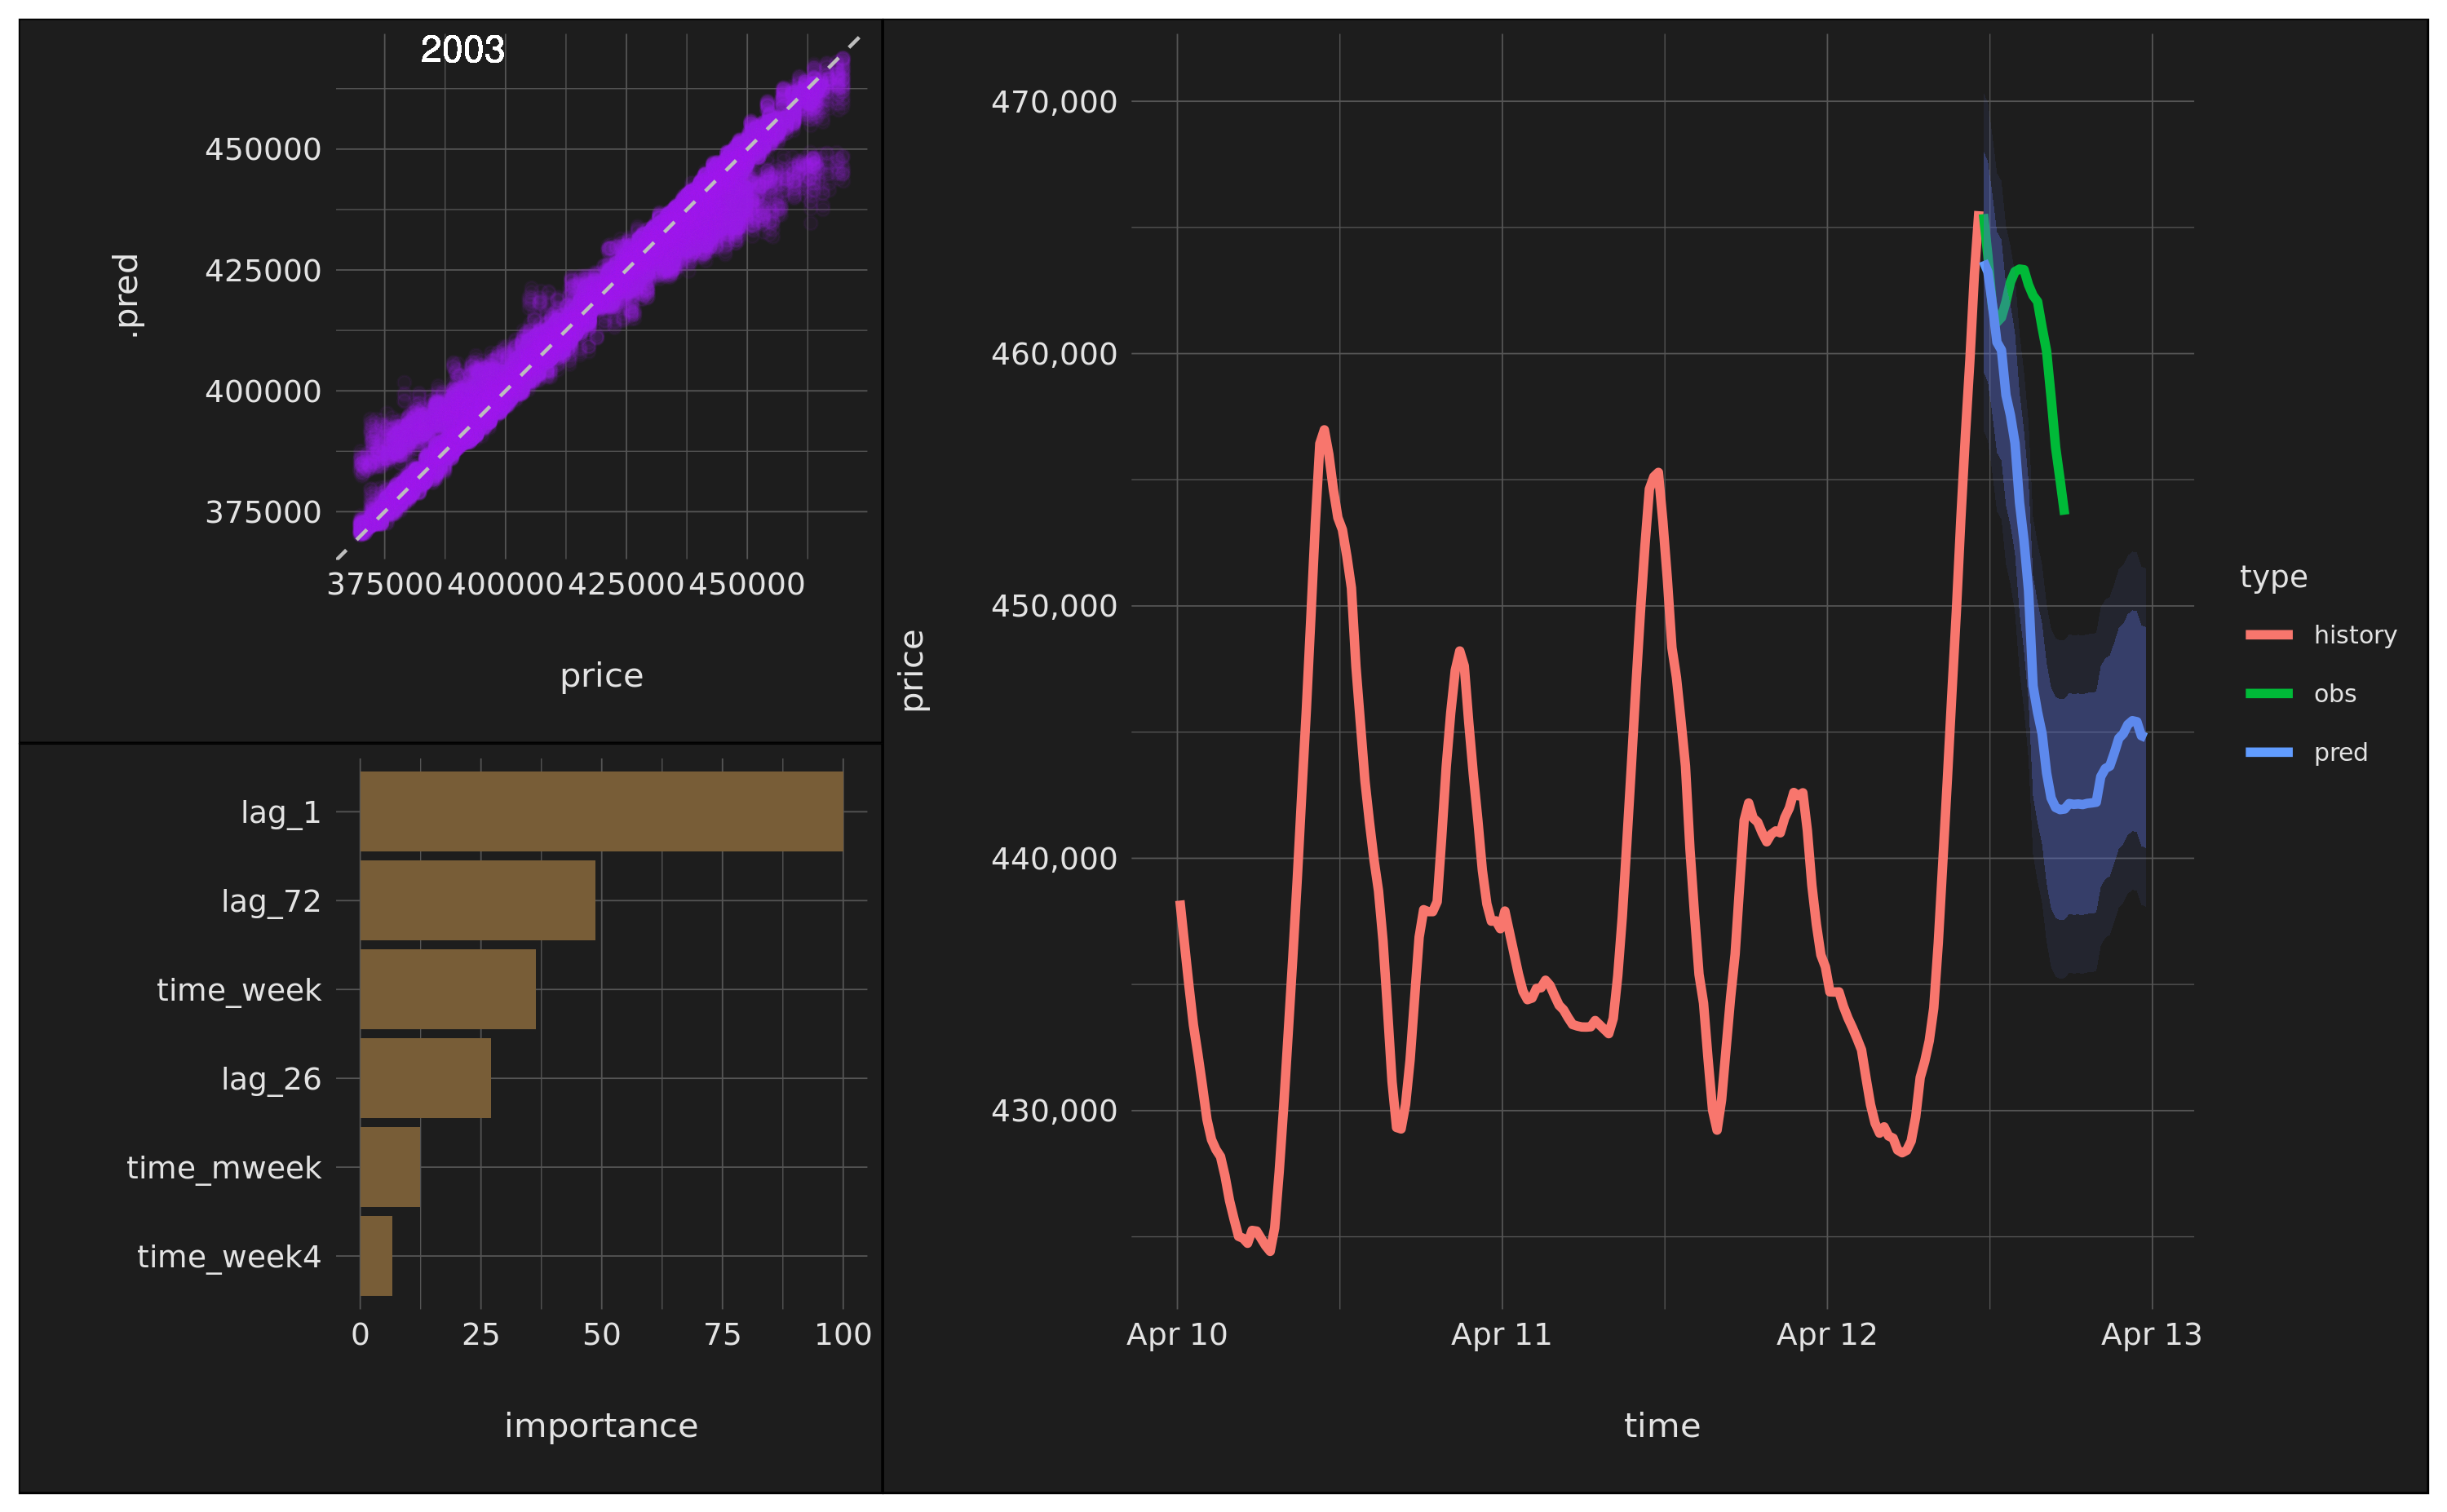 2003
.pred
450000
425000
400000
375000
375000 400000 425000 450000
price
lag_1
lag_72
time_week
lag_26
time_mweek
time_week4
0 25 50 75 100
importance
price
470,000
460,000
450,000
440,000
430,000
Apr 10 Apr 11 Apr 12 Apr 13
time
type
history
obs
pred